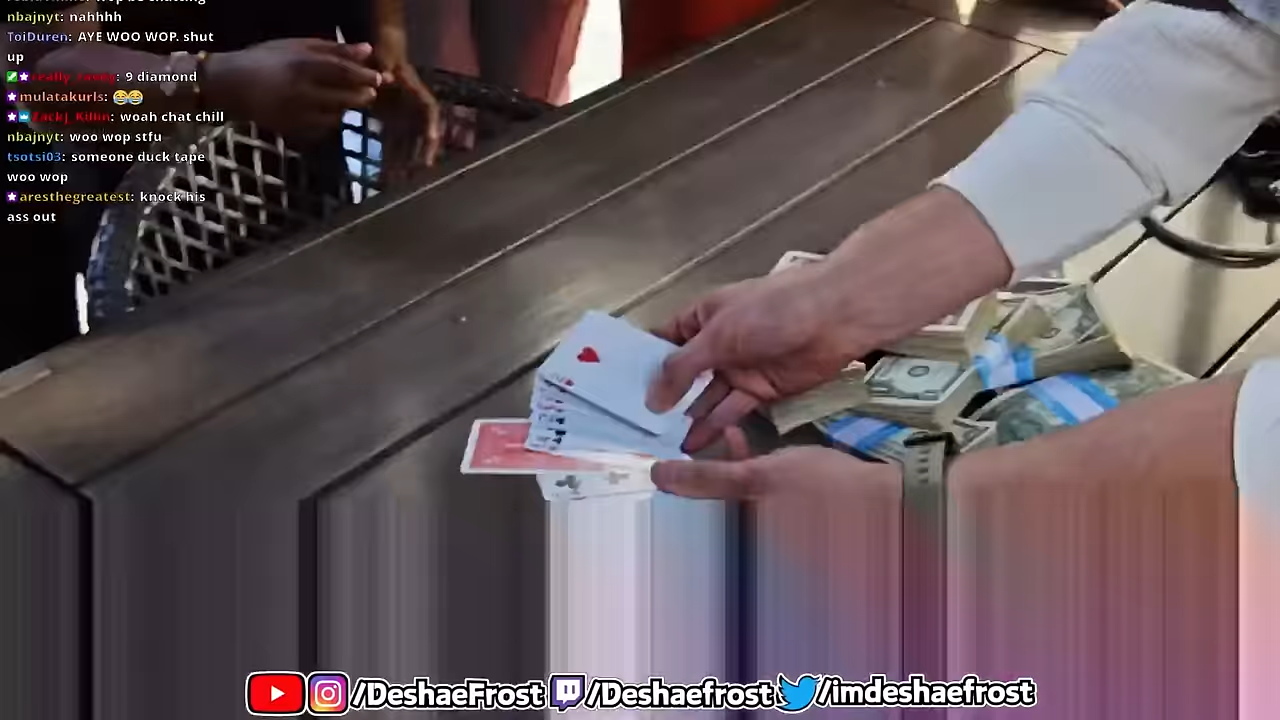 nbajnyt: nahhhh
ToiDuren: AYE WOO WOP. shut
up
: 9 diamond
mulatakurls: 😂😂
: woah chat chill
nbajnyt: woo wop stfu
tsotsi03: someone duck tape
woo wop
aresthegreatest: knock his
ass out
/DeshaeFrost /Deshaefrost /imdeshaefrost